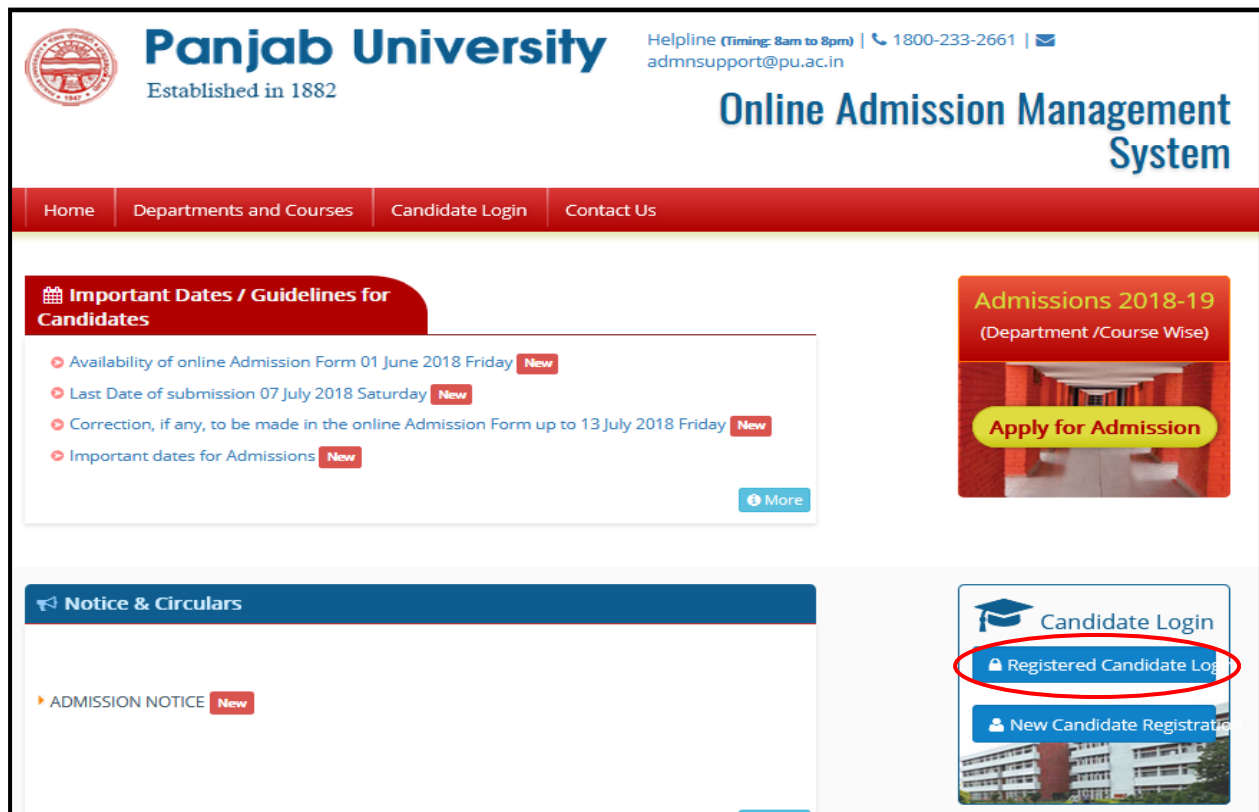 Panjab University
Established in 1882
Helpline (Timing: 8am to 8pm) | 1800-233-2661 |
admnsupport@pu.ac.in
Online Admission Management
System
Home Departments and Courses Candidate Login Contact Us
Important Dates / Guidelines for
Candidates
Availability of online Admission Form 01 June 2018 Friday New
Last Date of submission 07 July 2018 Saturday New
Correction, if any, to be made in the online Admission Form up to 13 July 2018 Friday New
Important dates for Admissions New
More
Admissions 2018-19
(Department /Course Wise)
Apply for Admission
Notice & Circulars
ADMISSION NOTICE New
Candidate Login
Registered Candidate Login
New Candidate Registration